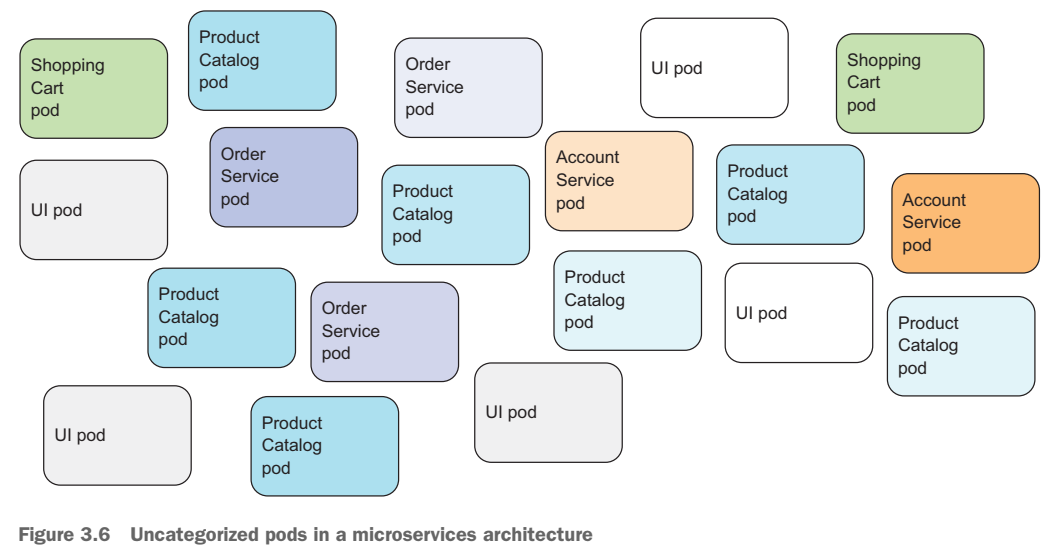 Shopping
Cart
pod
Product
Catalog
pod
Order
Service
pod
UI pod
Shopping
Cart
pod
UI pod
Order
Service
pod
Product
Catalog
pod
Account
Service
pod
Product
Catalog
pod
Account
Service
pod
Product
Catalog
pod
Order
Service
pod
Product
Catalog
pod
UI pod
Product
Catalog
pod
UI pod
Product
Catalog
pod
UI pod
Figure 3.6 Uncategorized pods in a microservices architecture